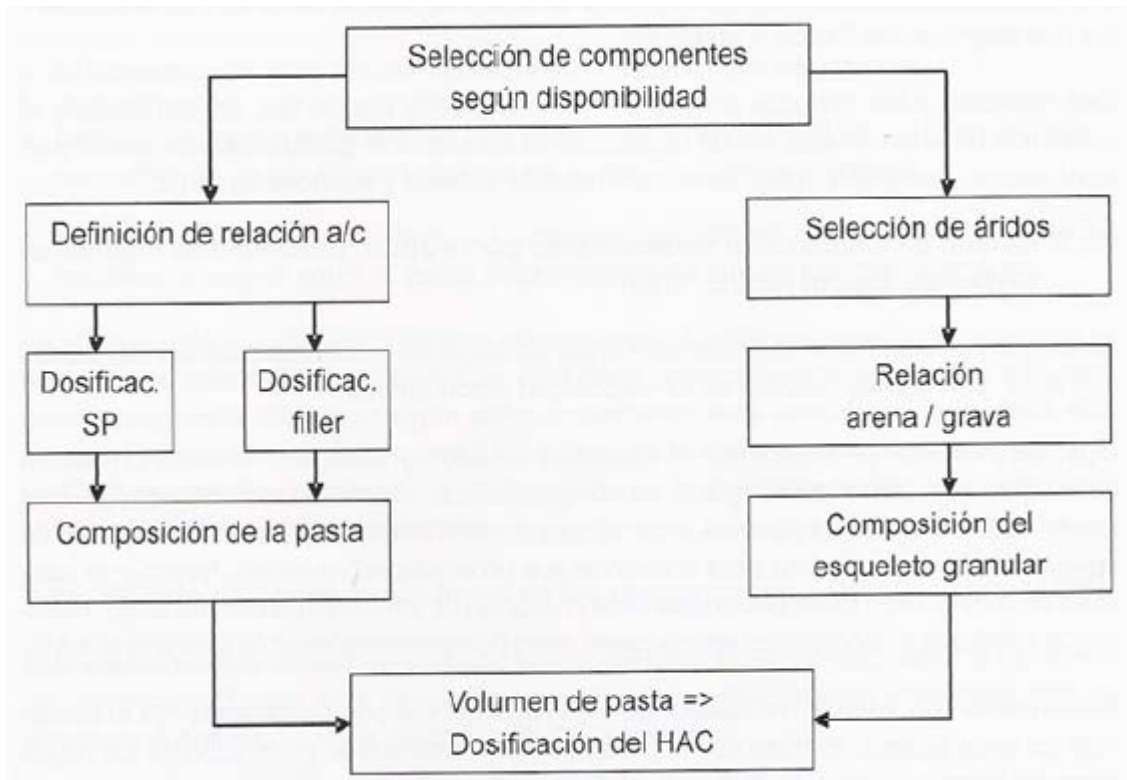 Selección de componentes
según disponibilidad
Definición de relación a/c
Selección de áridos
Dosificac.
SP
Dosificac.
filler
Relación
arena / grava
Composición de la pasta
Composición del
esqueleto granular
Volumen de pasta =>
Dosificación del HAC